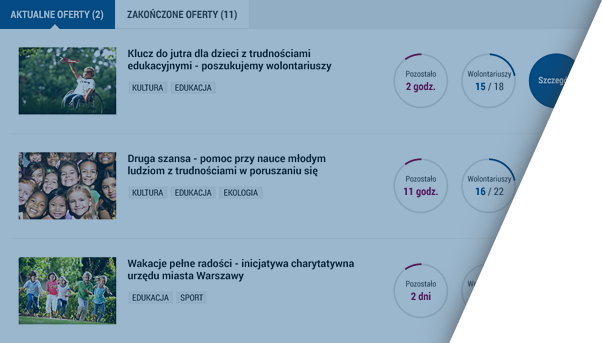 AKTUALNE OFERTY (2)
ZAKOŃCZONE OFERTY (11)
Klucz do jutra dla dzieci z trudnościami
edukacyjnymi - poszukujemy wolontariuszy
KULTURA
EDUKACJA
Pozostało
2 godz.
Wolontariuszy
15 / 18
Druga szansa - pomoc przy nauce młodym
ludziom z trudnościami w poruszaniu się
KULTURA
EDUKACJA
EKOLOGIA
Pozostało
11 godz.
Wolontariuszy
16 / 22
Wakacje pełne radości - inicjatywa charytatywna
urzędu miasta Warszawy
EDUKACJA
SPORT
Pozostało
2 dni